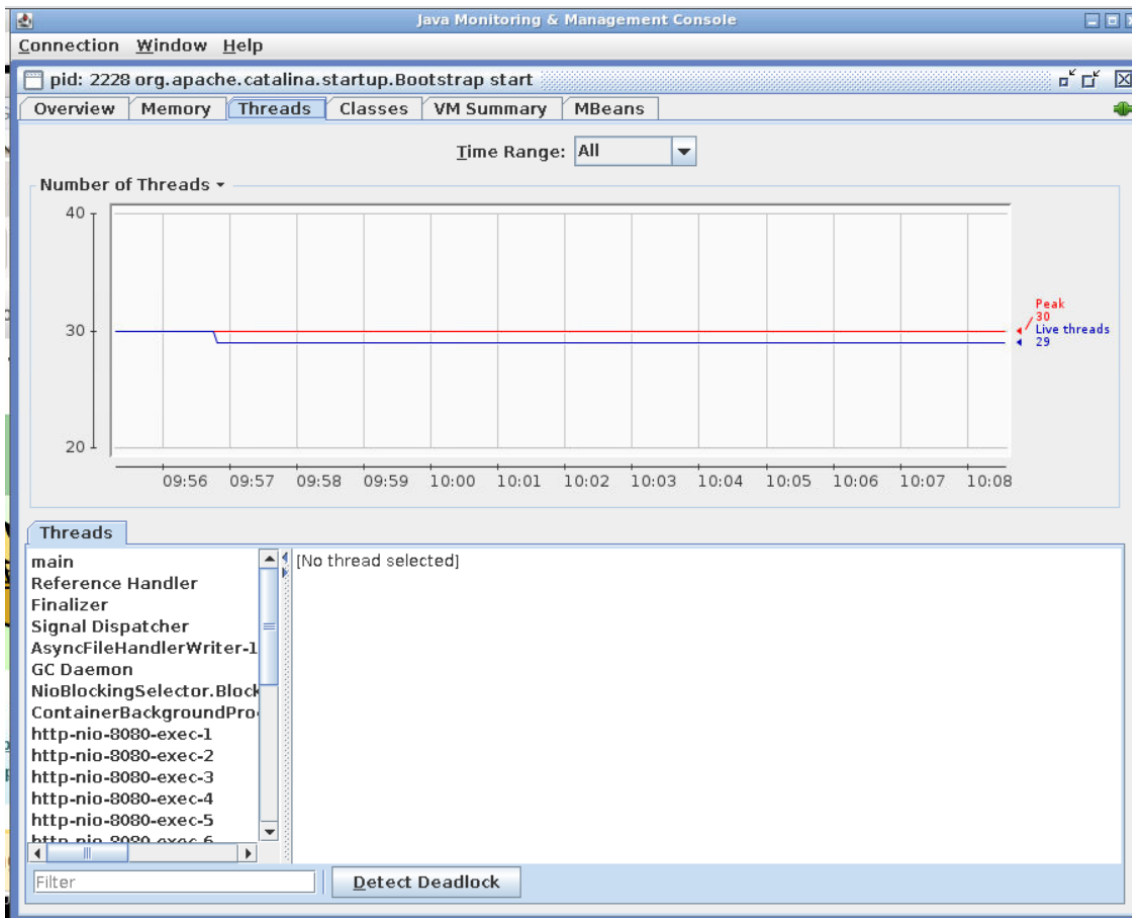 Java Monitoring & Management Console
Connection Window Help
pid: 2228 org.apache.catalina.startup.Bootstrap start
Overview Memory Threads Classes VM Summary MBeans
Time Range: All
Number of Threads
40
30
20
Peak
30
Live threads
29
09:56 09:57 09:58 09:59 10:00 10:01 10:02 10:03 10:04 10:05 10:06 10:07 10:08
Threads
main
Reference Handler
Finalizer
Signal Dispatcher
AsyncFileHandlerWriter-1
GC Daemon
NioBlockingSelector.Block
ContainerBackgroundPro
http-nio-8080-exec-1
http-nio-8080-exec-2
http-nio-8080-exec-3
http-nio-8080-exec-4
http-nio-8080-exec-5
http-nio-8080-exec-6
[No thread selected]
Filter
Detect Deadlock